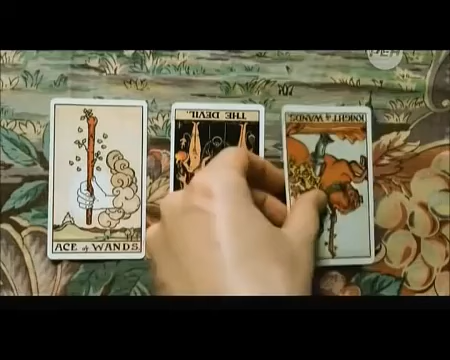 ACE of WANDS
THE DEVIL.
KNIGHT of WANDS.